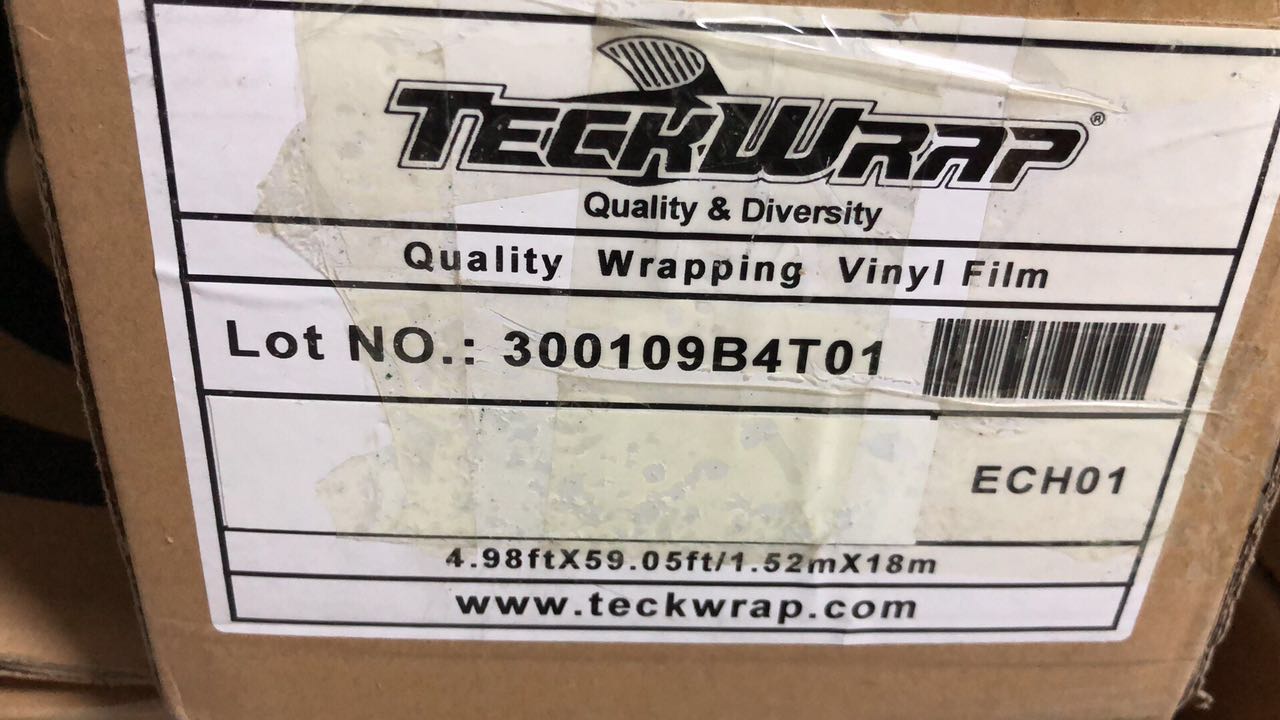 TECKWRAP®
Quality & Diversity
Quality Wrapping Vinyl Film
Lot NO.: 300109B4T01
ECH01
4.98ftX59.05ft/1.52mX18m
www.teckwrap.com